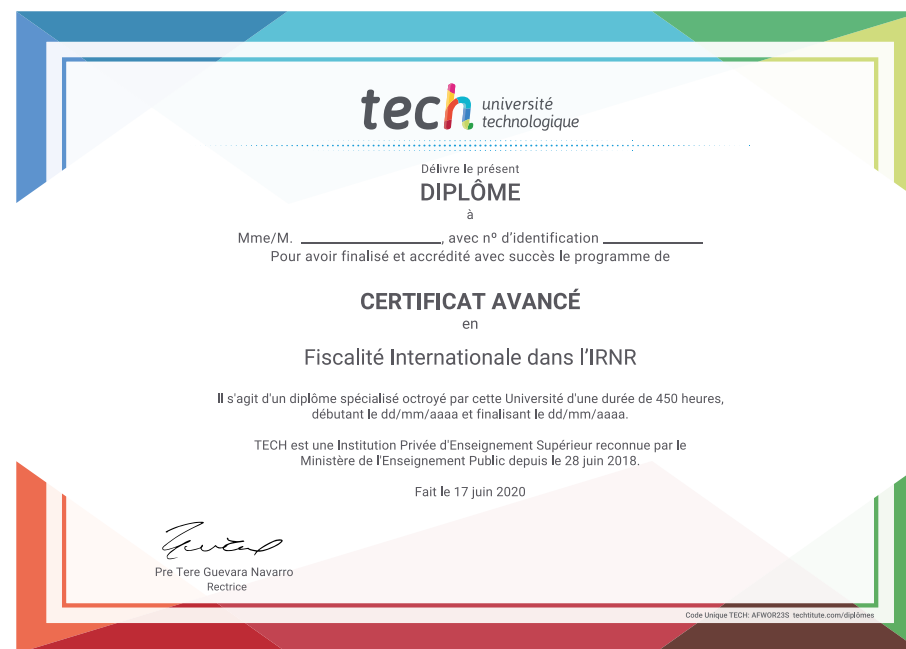 tech université
technologique
Délivre le présent
DIPLÔME
à
Mme/M. ____________________, avec nº d'identification ______________
Pour avoir finalisé et accrédité avec succès le programme de
CERTIFICAT AVANCÉ
en
Fiscalité Internationale dans l'IRNR
Il s'agit d'un diplôme spécialisé octroyé par cette Université d'une durée de 450 heures,
débutant le dd/mm/aaaa et finalisant le dd/mm/aaaa.
TECH est une Institution Privée d'Enseignement Supérieur reconnue par le
Ministère de l'Enseignement Public depuis le 28 juin 2018.
Fait le 17 juin 2020
Pre Tere Guevara Navarro
Rectrice
Code Unique TECH: AFWOR23S techtitute.com/diplômes